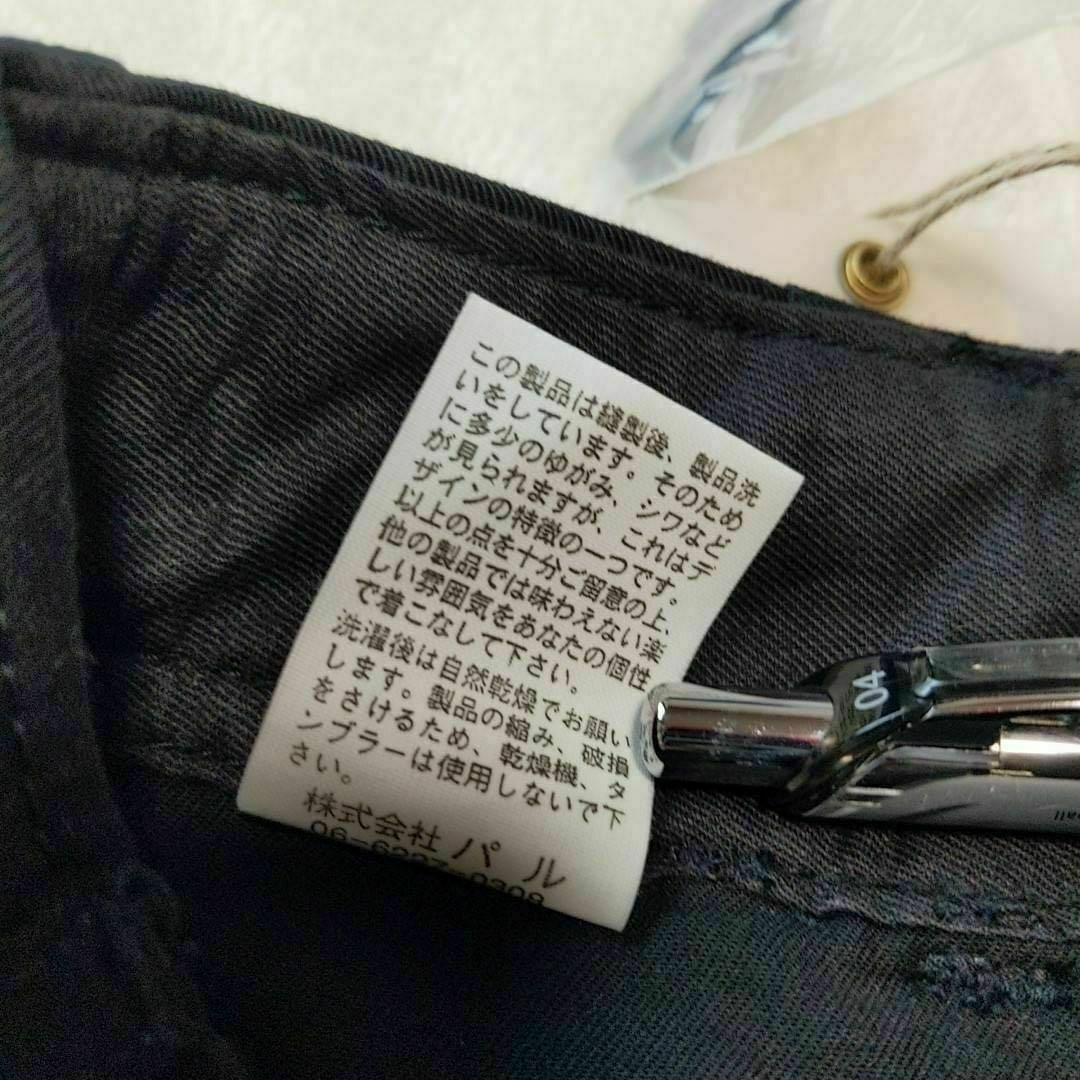 この製品は縫製後、製品洗
いをしています。そのため
に多少のゆがみ、シワなど
が見られますが、これはデ
ザインの特徴の一つです。
以上の点を十分ご留意の上、
他の製品では味わえない楽
しい雰囲気をあなたの個性
で着こなして下さい。
洗濯後は自然乾燥でお願い
します。製品の縮み、破損
をさけるため、乾燥機、タ
ンブラーは使用しないで下
さい。
株式会社 パル
06-6227-0308
04